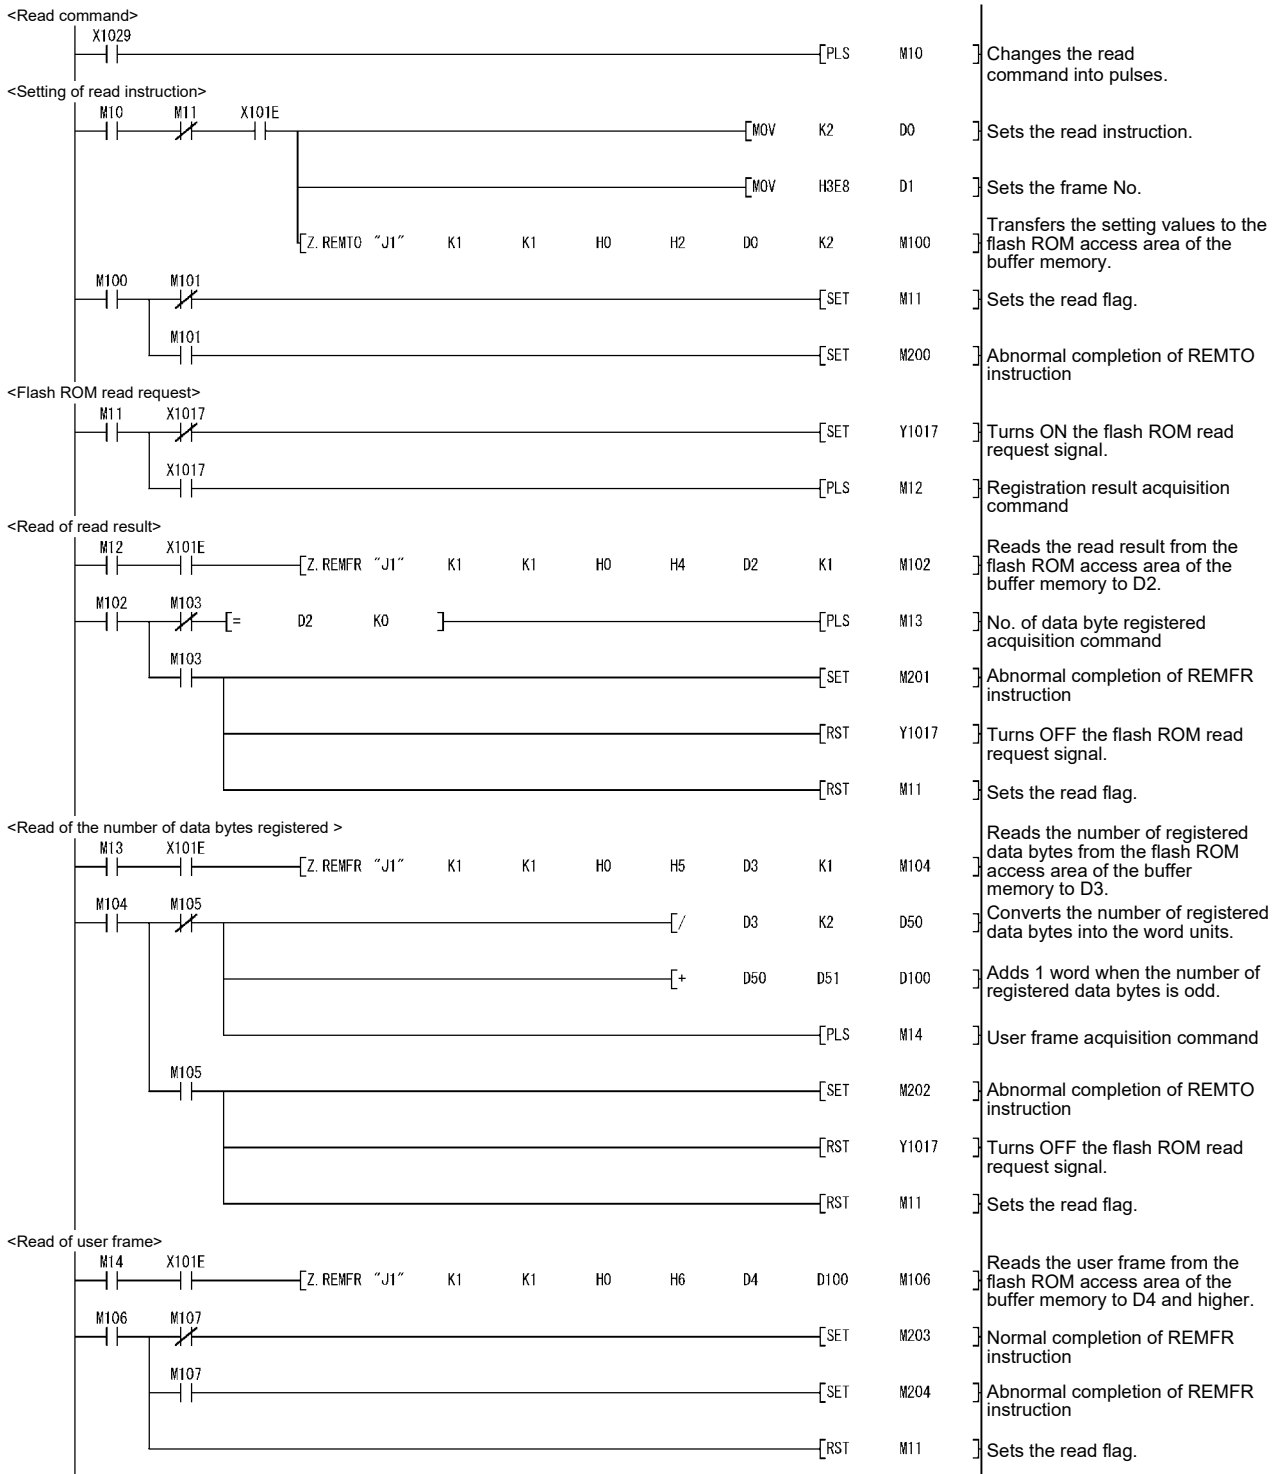 <Read command>
X1029
[PLS M10 ] Changes the read
command into pulses.
<Setting of read instruction>
M10 M11 X101E
[MOV K2 D0 ] Sets the read instruction.
[MOV H3E8 D1 ] Sets the frame No.
Transfers the setting values to the
[Z.REMTO "J1" K1 K1 H0 H2 D0 K2 M100 ] flash ROM access area of the
buffer memory.
M100 M101
[SET M11 ] Sets the read flag.
M101
[SET M200 ] Abnormal completion of REMTO
instruction
<Flash ROM read request>
M11 X1017
[SET Y1017 ] Turns ON the flash ROM read
request signal.
X1017
[PLS M12 ] Registration result acquisition
command
<Read of read result>
M12 X101E
Reads the read result from the
[Z.REMFR "J1" K1 K1 H0 H4 D2 K1 M102 ] flash ROM access area of the
buffer memory to D2.
M102 M103
[= D2 K0 ] [PLS M13 ] No. of data byte registered
acquisition command
M103
[SET M201 ] Abnormal completion of REMFR
instruction
[RST Y1017 ] Turns OFF the flash ROM read
request signal.
[RST M11 ] Sets the read flag.
<Read of the number of data bytes registered >
Reads the number of registered
M13 X101E
data bytes from the flash ROM
[Z.REMFR "J1" K1 K1 H0 H5 D3 K1 M104 ] access area of the buffer
memory to D3.
M104 M105
[/ D3 K2 D50 ] Converts the number of registered
data bytes into the word units.
[+ D50 D51 D100 ] Adds 1 word when the number of
registered data bytes is odd.
[PLS M14 ] User frame acquisition command
M105
[SET M202 ] Abnormal completion of REMTO
instruction
[RST Y1017 ] Turns OFF the flash ROM read
request signal.
[RST M11 ] Sets the read flag.
<Read of user frame>
M14 X101E
Reads the user frame from the
[Z.REMFR "J1" K1 K1 H0 H6 D4 D100 M106 ] flash ROM access area of the
buffer memory to D4 and higher.
M106 M107
[SET M203 ] Normal completion of REMFR
instruction
M107
[SET M204 ] Abnormal completion of REMFR
instruction
[RST M11 ] Sets the read flag.